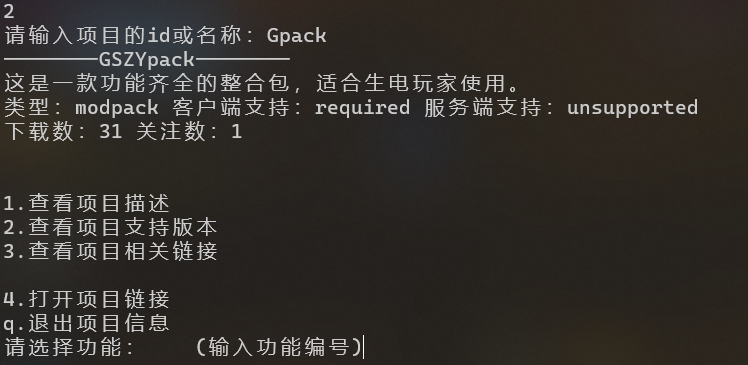 2
请输入项目的id或名称：Gpack
————————GSZYpack————————
这是一款功能齐全的整合包，适合生电玩家使用。
类型：modpack 客户端支持：required 服务端支持：unsupported
下载数：31 关注数：1
1.查看项目描述
2.查看项目支持版本
3.查看项目相关链接
4.打开项目链接
q.退出项目信息
请选择功能：    (输入功能编号)